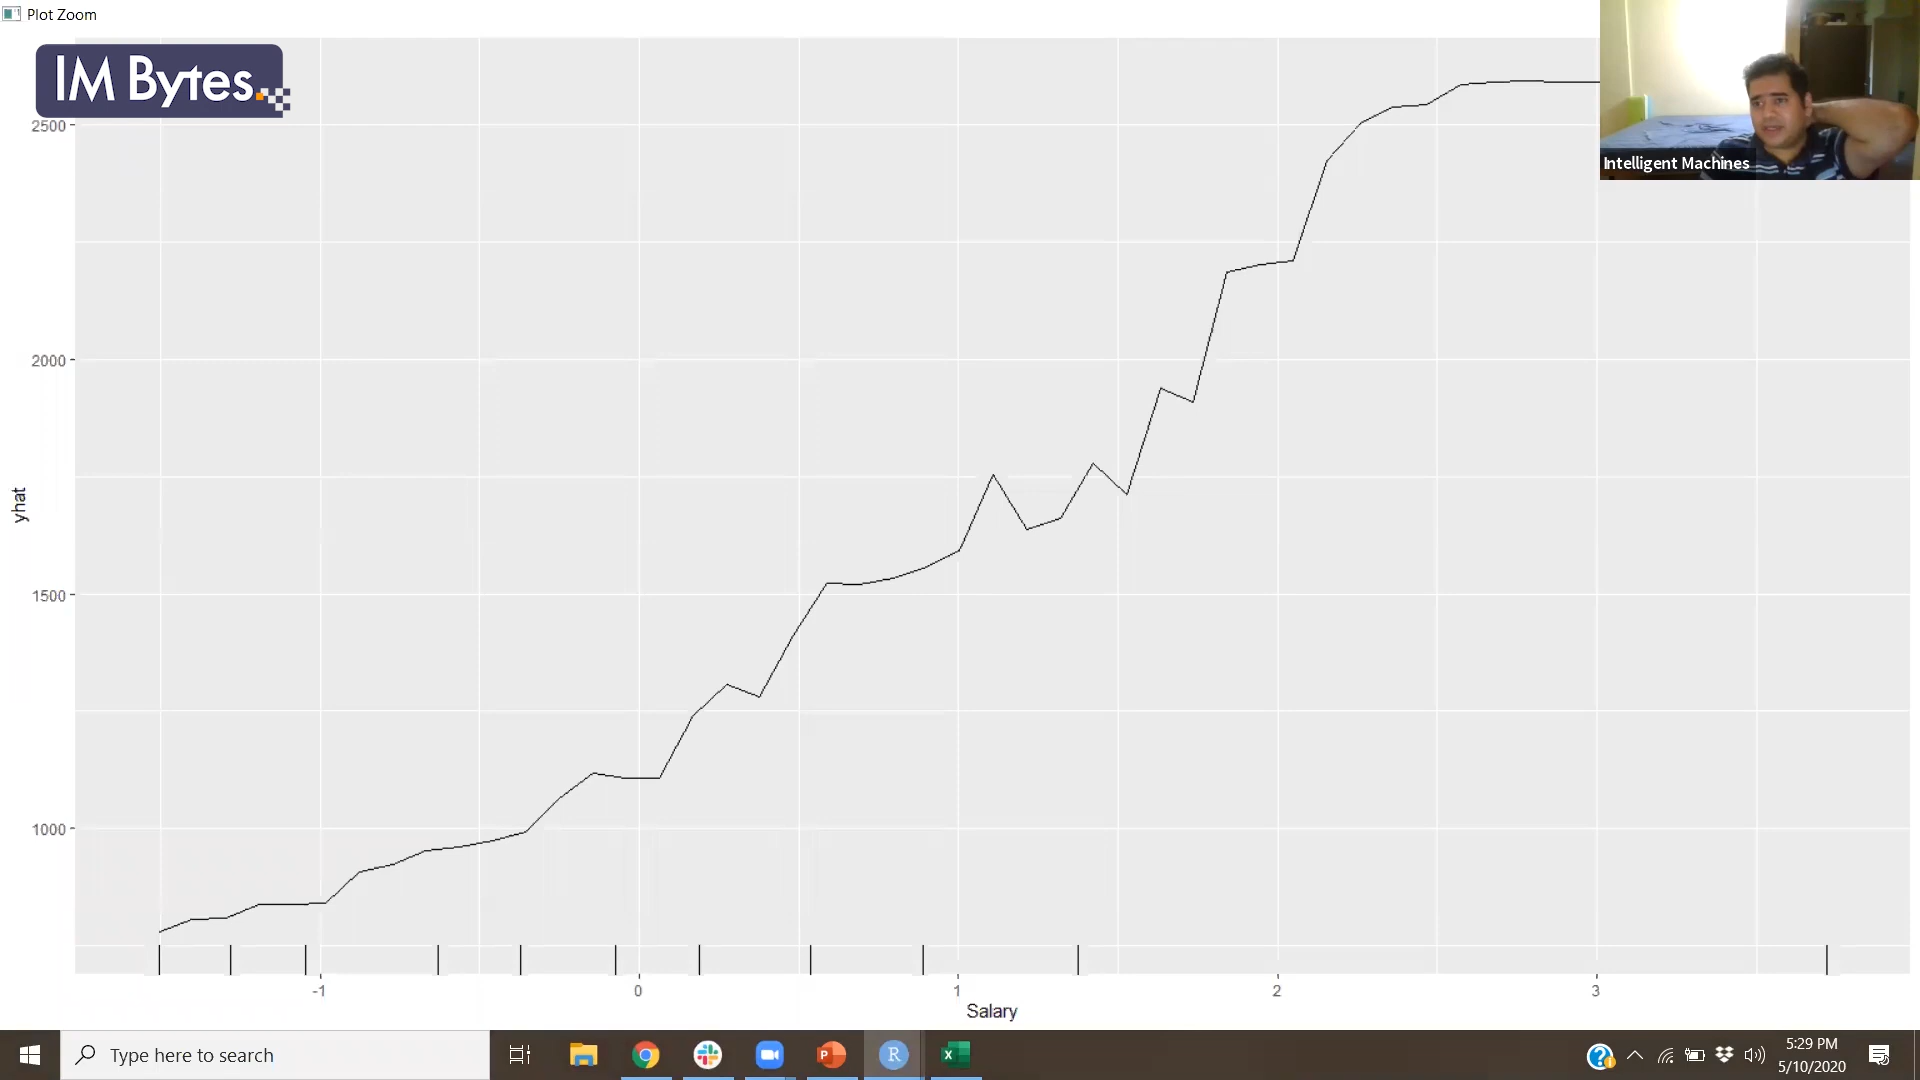 Plot Zoom
IM Bytes.
Intelligent Machines
2500
2000
1500
1000
yhat
-1
0
1
2
3
Salary
Type here to search
P
R
X
?
5:29 PM
5/10/2020